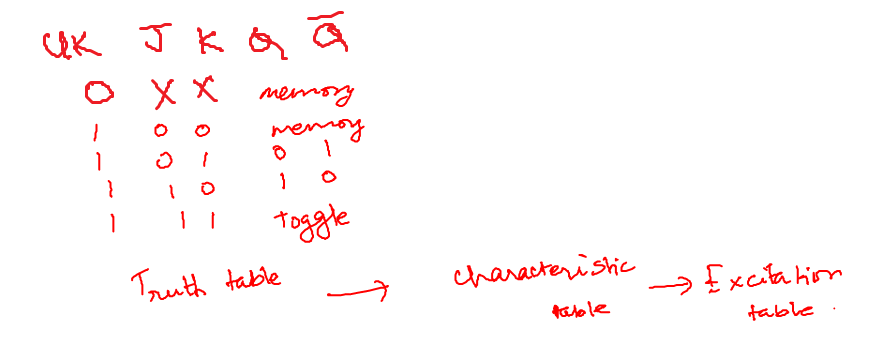 CLK J K Q Q̅
0 X X memory
1 0 0 memory
1 0 1 0 1
1 1 0 1 0
1 1 1 toggle
Truth table → characteristic table → Excitation table.